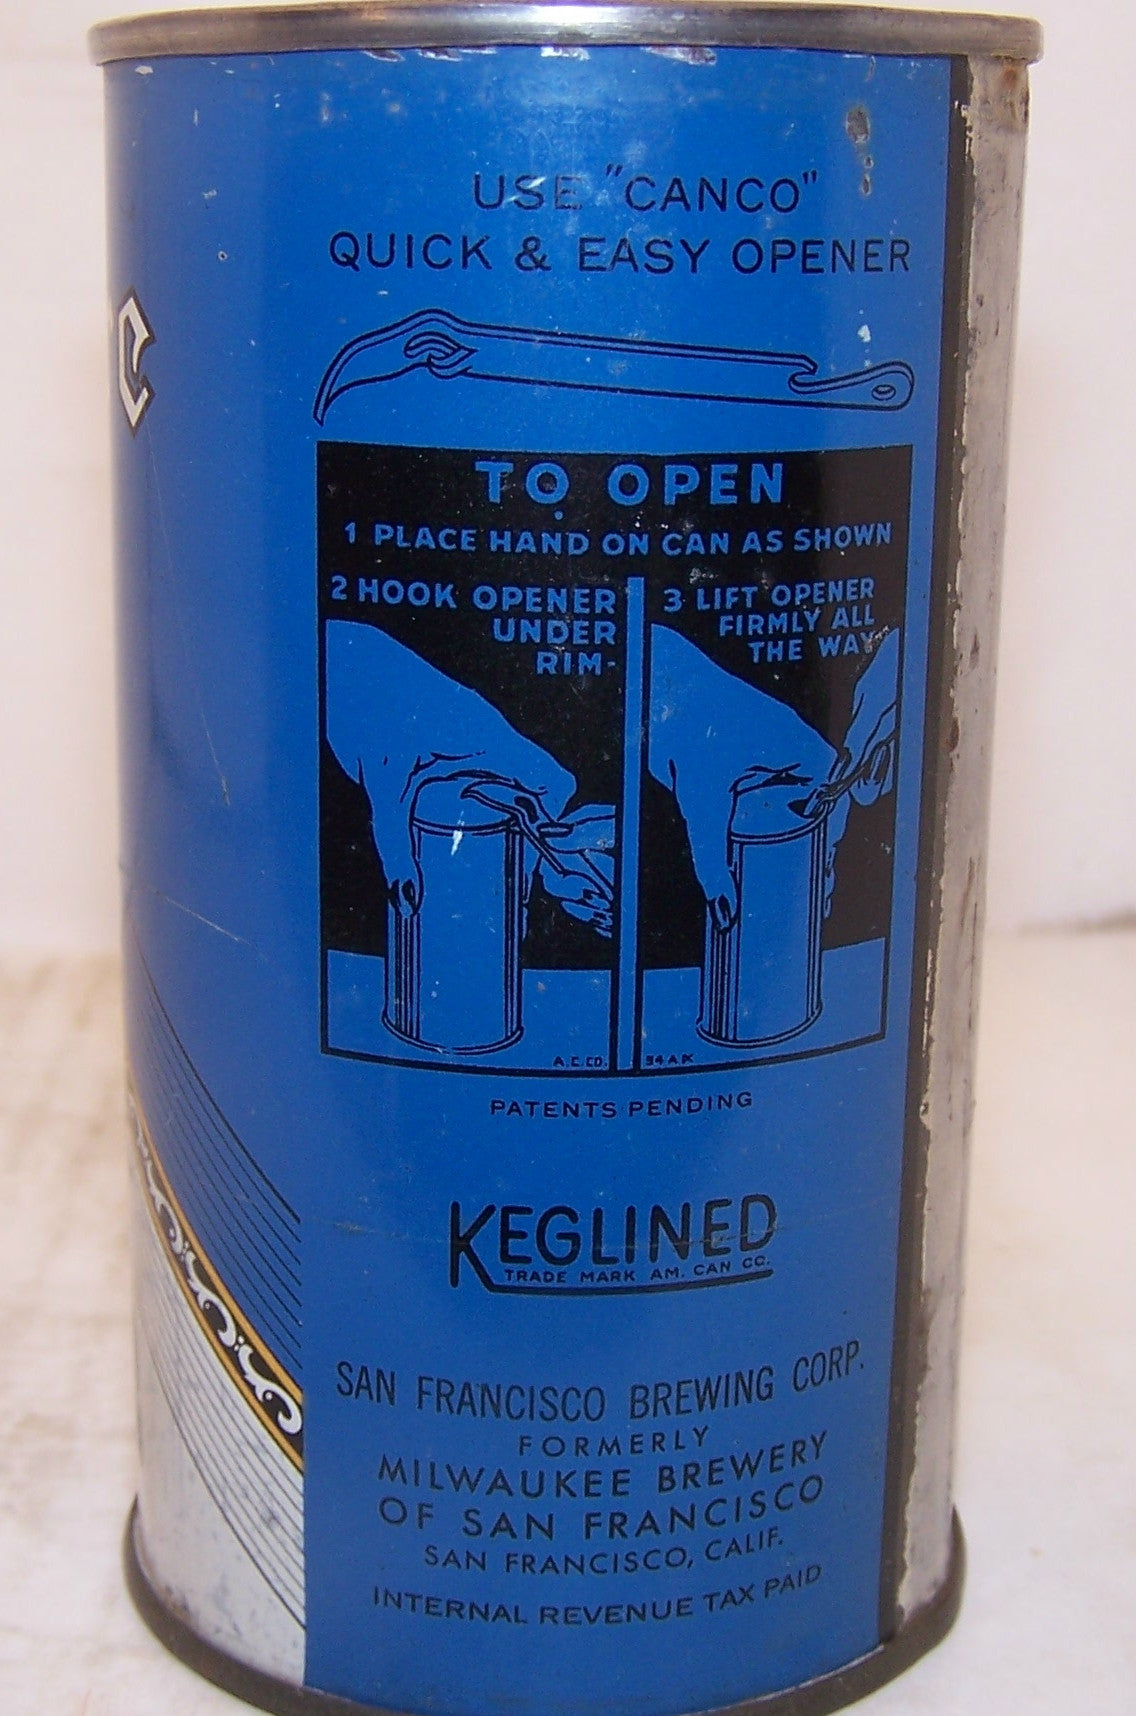 C
USE "CANCO"
QUICK & EASY OPENER
TO OPEN
1 PLACE HAND ON CAN AS SHOWN
2 HOOK OPENER
UNDER
RIM-
3 LIFT OPENER
FIRMLY ALL
THE WAY
A.C.CO. 94 A.K
PATENTS PENDING
KEGLINED
TRADE MARK AM. CAN CO.
SAN FRANCISCO BREWING CORP.
FORMERLY
MILWAUKEE BREWERY
OF SAN FRANCISCO
SAN FRANCISCO, CALIF.
INTERNAL REVENUE TAX PAID